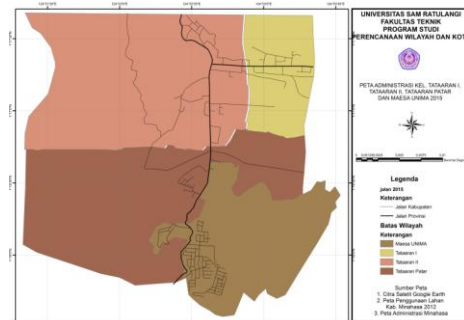 UNIVERSITAS SAM RATULANGI
FAKULTAS TEKNIK
PROGRAM STUDI
PERENCANAAN WILAYAH DAN KOT
PETA ADMINISTRASI KEL. TATAARAN I,
TATAARAN II, TATAARAN PATAR
DAN MAESA UNIMA 2015
Legenda
jalan 2015
Keterangan
Jalan Kabupaten
Jalan Provinsi
Batas Wilayah
Keterangan
Maesa UNIMA
Tataaran I
Tataaran II
Tataaran Patar
Sumber Peta
1. Citra Satelit Google Earth
2. Peta Penggunaan Lahan
Kab. Minahasa 2012
3. Peta Administrasi Minahasa